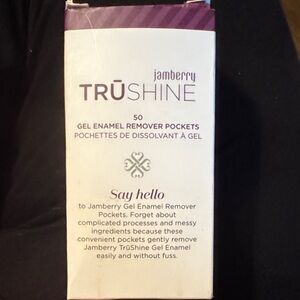 jamberry
TRŪSHINE
50
GEL ENAMEL REMOVER POCKETS
POCHETTES DE DISSOLVANT À GEL
Say hello
to Jamberry Gel Enamel Remover
Pockets. Forget about
complicated processes and messy
ingredients because these
convenient pockets gently remove
Jamberry TrūShine Gel Enamel
easily and without fuss.